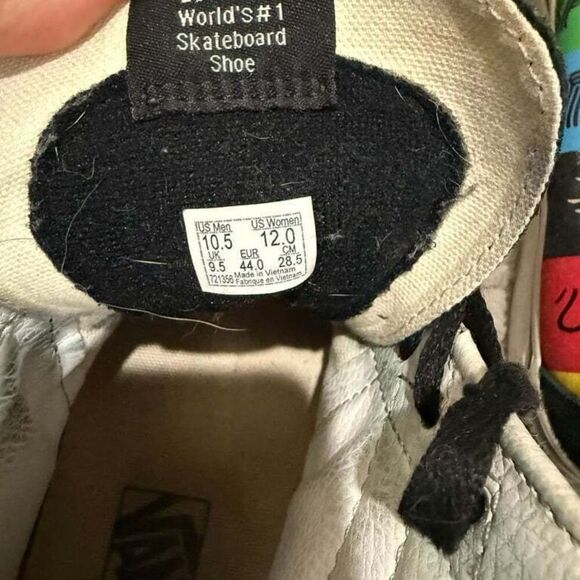 World's#1
Skateboard
Shoe
US Men US Women
10.5 12.0
UK EUR CM
9.5 44.0 28.5
721356 Made in Vietnam
Fabriqué en Vietnam